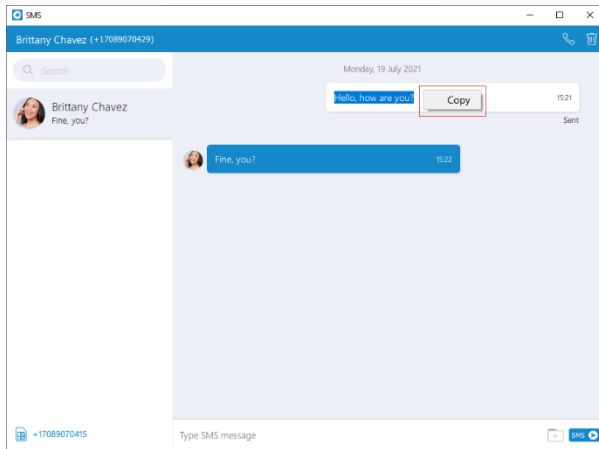 SMS
Brittany Chavez (+17089070429)
Search
Brittany Chavez
Fine, you?
Monday, 19 July 2021
Hello, how are you?
Copy
15:21
Sent
Fine, you?
15:22
+17089070415
Type SMS message
SMS